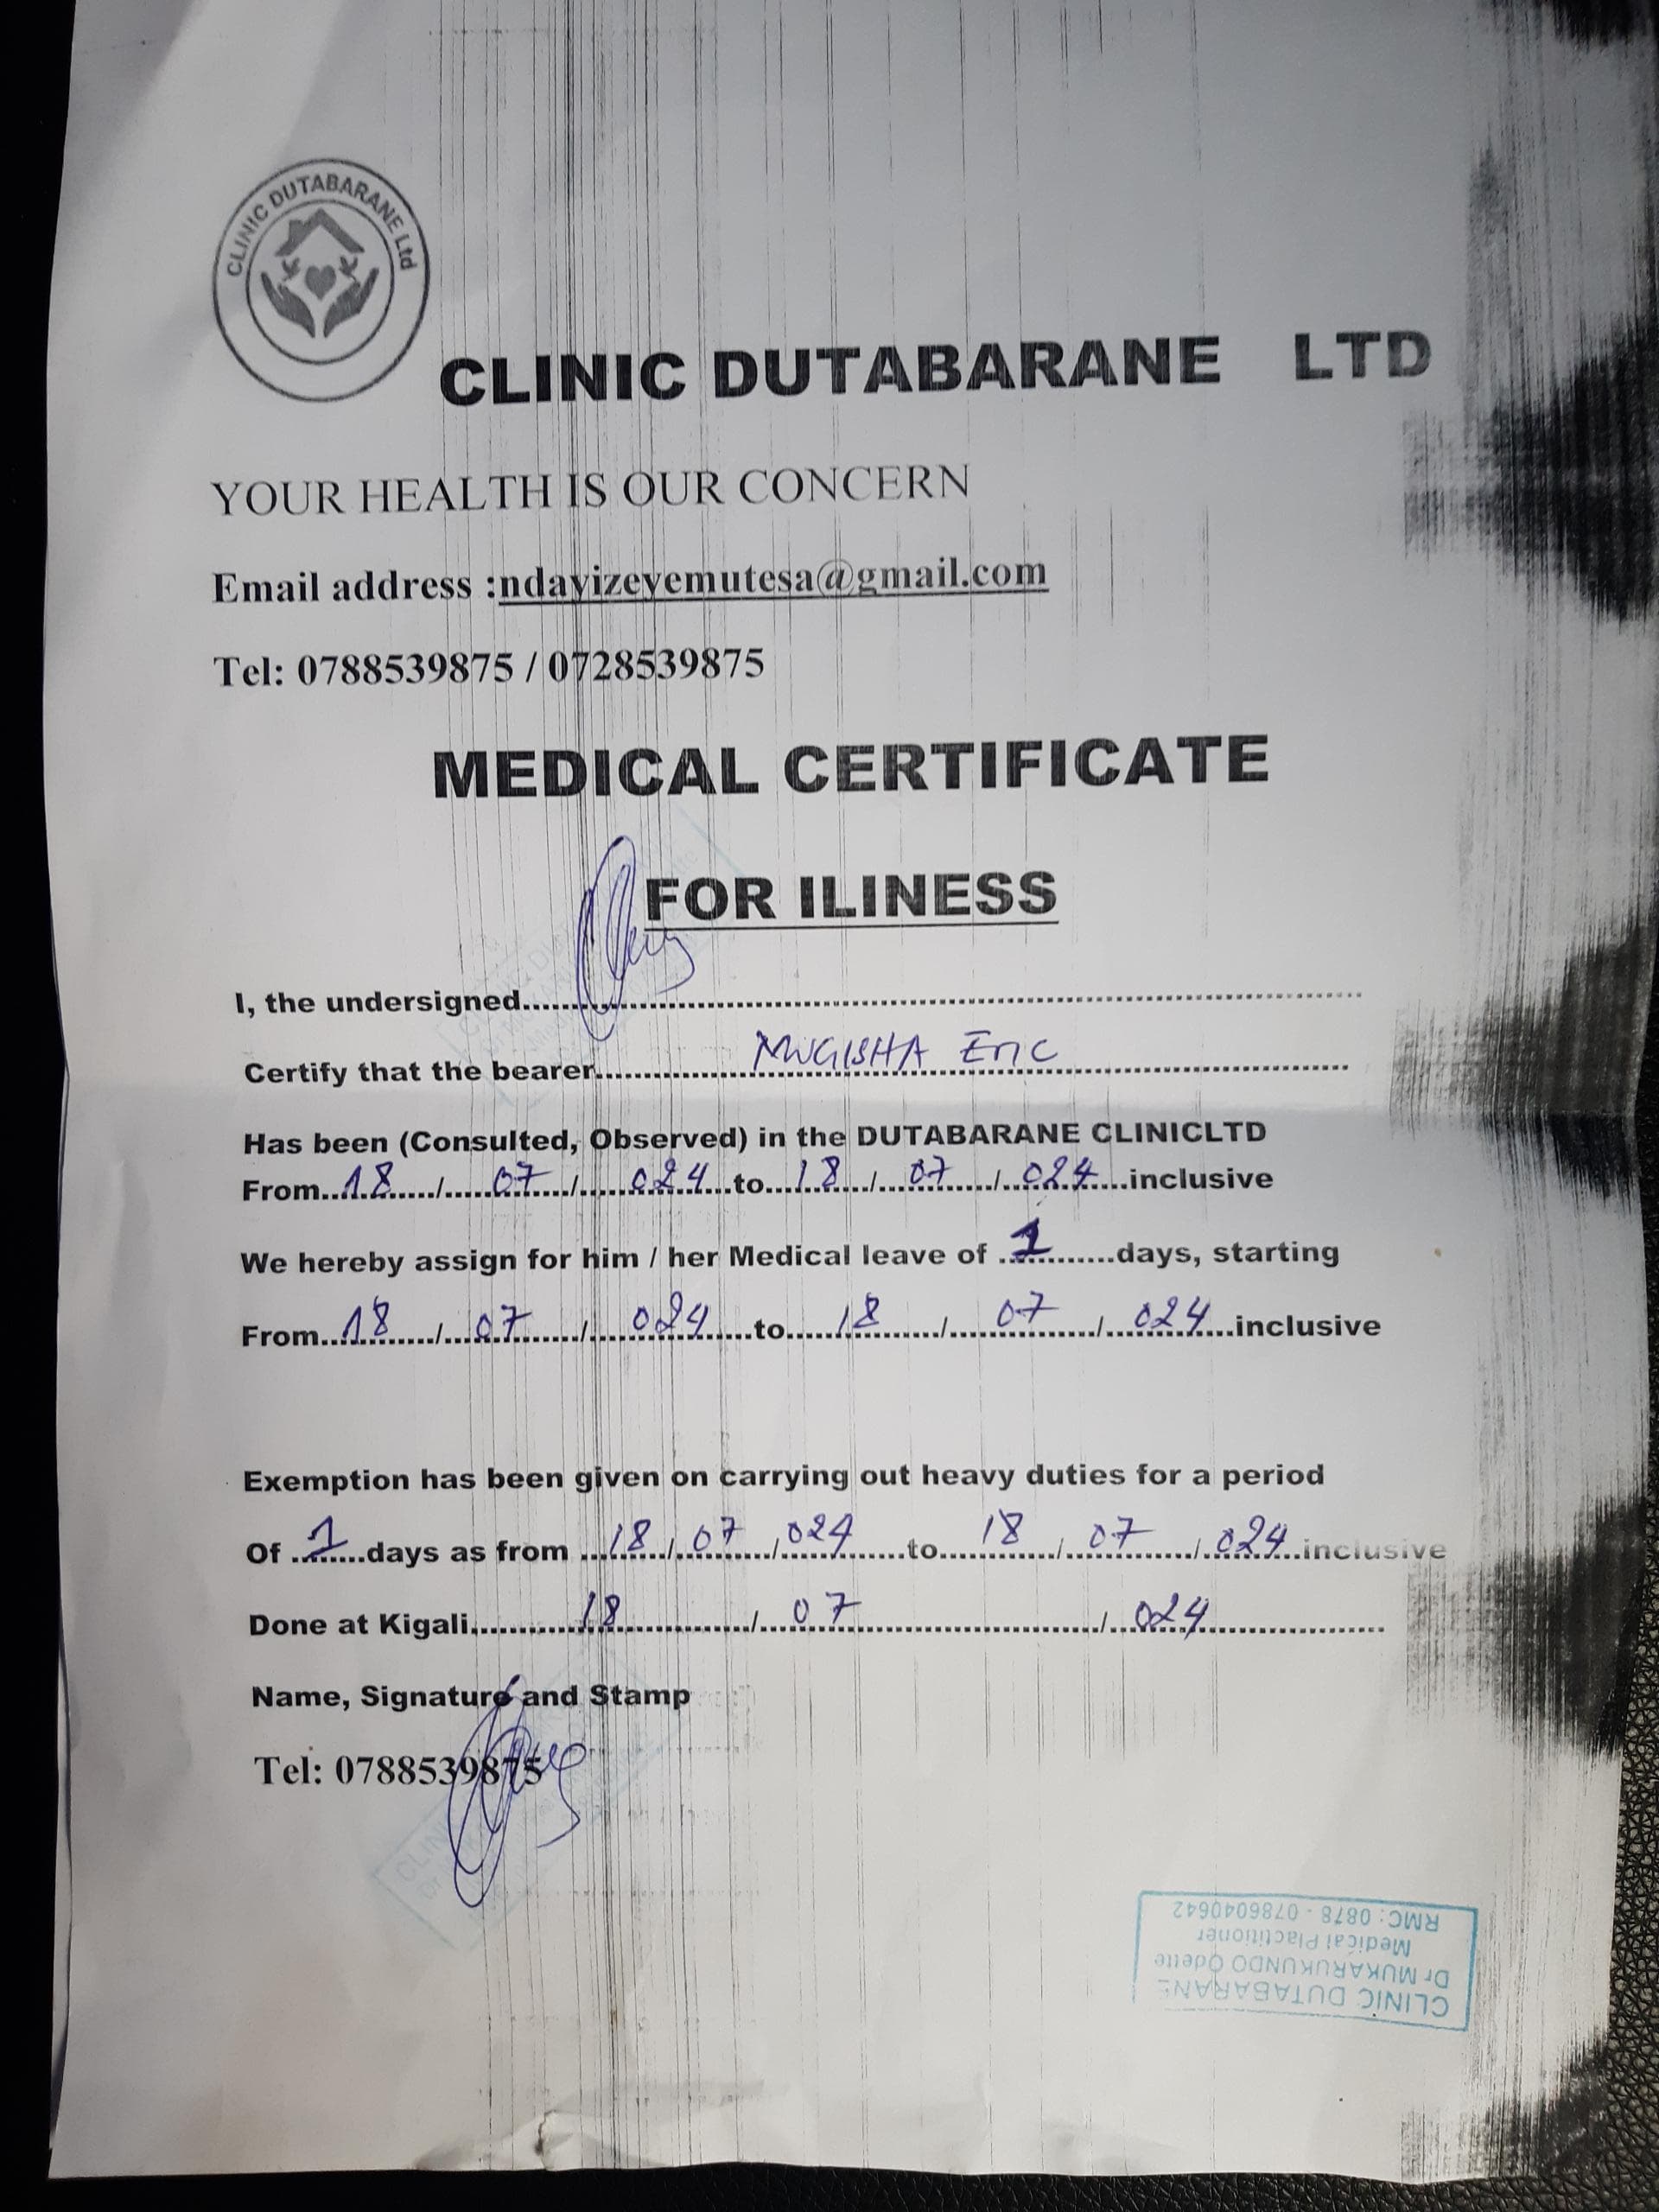 CLINIC DUTABARANE Ltd
CLINIC DUTABARANE LTD
YOUR HEALTH IS OUR CONCERN
Email address :ndayizeyemutesa@gmail.com
Tel: 0788539875 / 0728539875
MEDICAL CERTIFICATE
FOR ILINESS
I, the undersigned..........
Certify that the bearer.......... MUGISHA Eric
Has been (Consulted, Observed) in the DUTABARANE CLINICLTD
From..18...../.....07...../.....024..to...18..../...07...../..024....inclusive
We hereby assign for him / her Medical leave of ..1........days, starting
From..18...../...07......./.....024...to.....18......./.....07....../...024...inclusive
Exemption has been given on carrying out heavy duties for a period
Of ..1.....days as from ...18.../..07...../024.......to......18...../...07...../..024..inclusive
Done at Kigali..........18........../...07........../...024..........
Name, Signature and Stamp
Tel: 0788539875
CLINIC DUTABARANE
Dr MUKARUKUNDO Odette
Medical Practitioner
RMC: 0878 - 0786040642